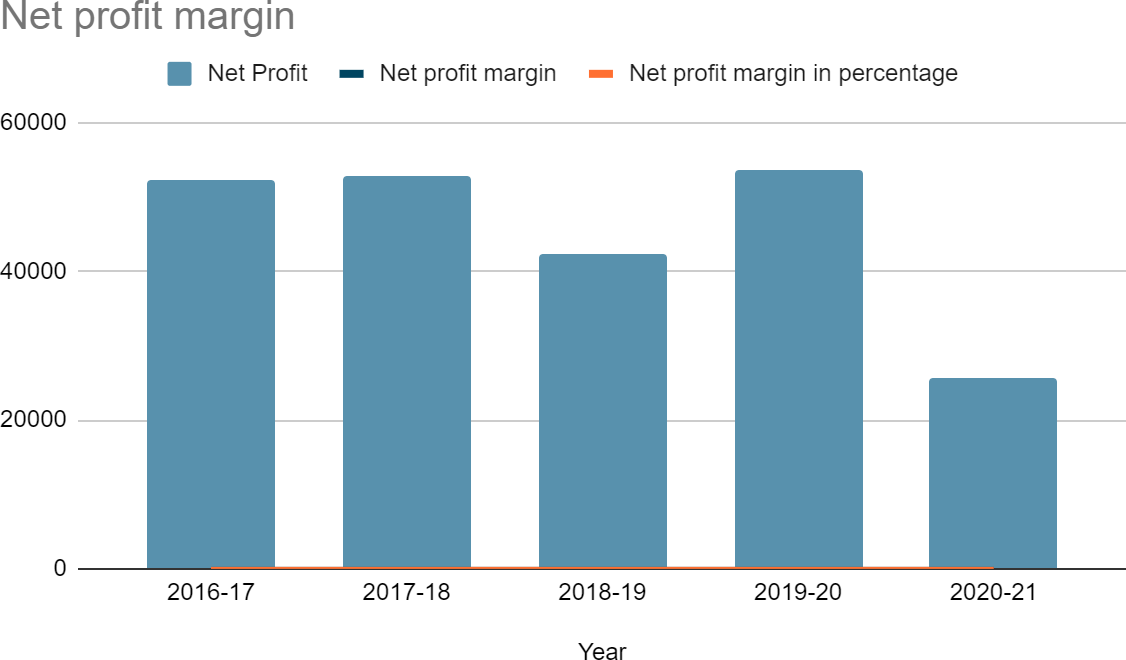 Net profit margin
Net Profit Net profit margin Net profit margin in percentage
60000
40000
20000
0
2016-17 2017-18 2018-19 2019-20 2020-21
Year